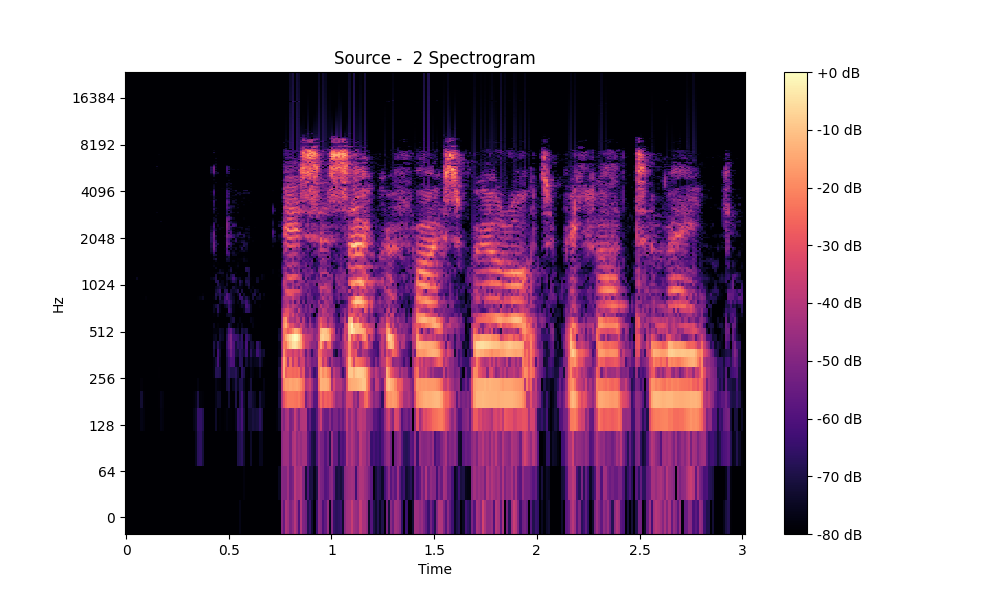 Source -  2 Spectrogram
Hz
16384
8192
4096
2048
1024
512
256
128
64
0
0 0.5 1 1.5 2 2.5 3
Time
+0 dB
-10 dB
-20 dB
-30 dB
-40 dB
-50 dB
-60 dB
-70 dB
-80 dB